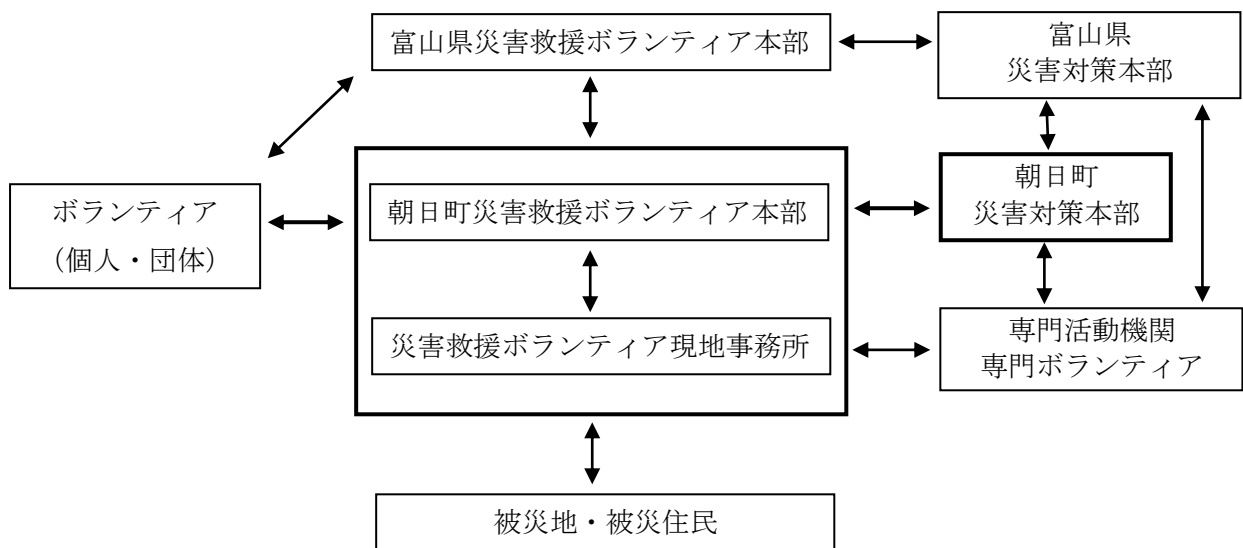 富山県災害救援ボランティア本部
富山県
災害対策本部
朝日町災害救援ボランティア本部
朝日町
災害対策本部
ボランティア
（個人・団体）
災害救援ボランティア現地事務所
専門活動機関
専門ボランティア
被災地・被災住民